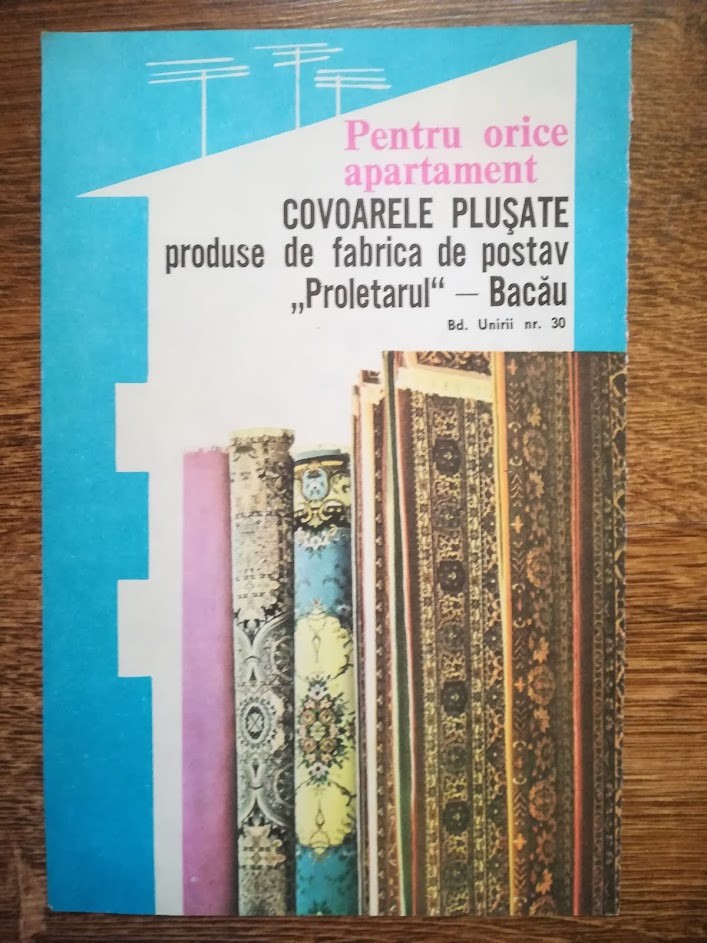 Pentru orice
apartament
COVOARELE PLUŞATE
produse de fabrica de postav
„Proletarul“ — Bacău
Bd. Unirii nr. 30